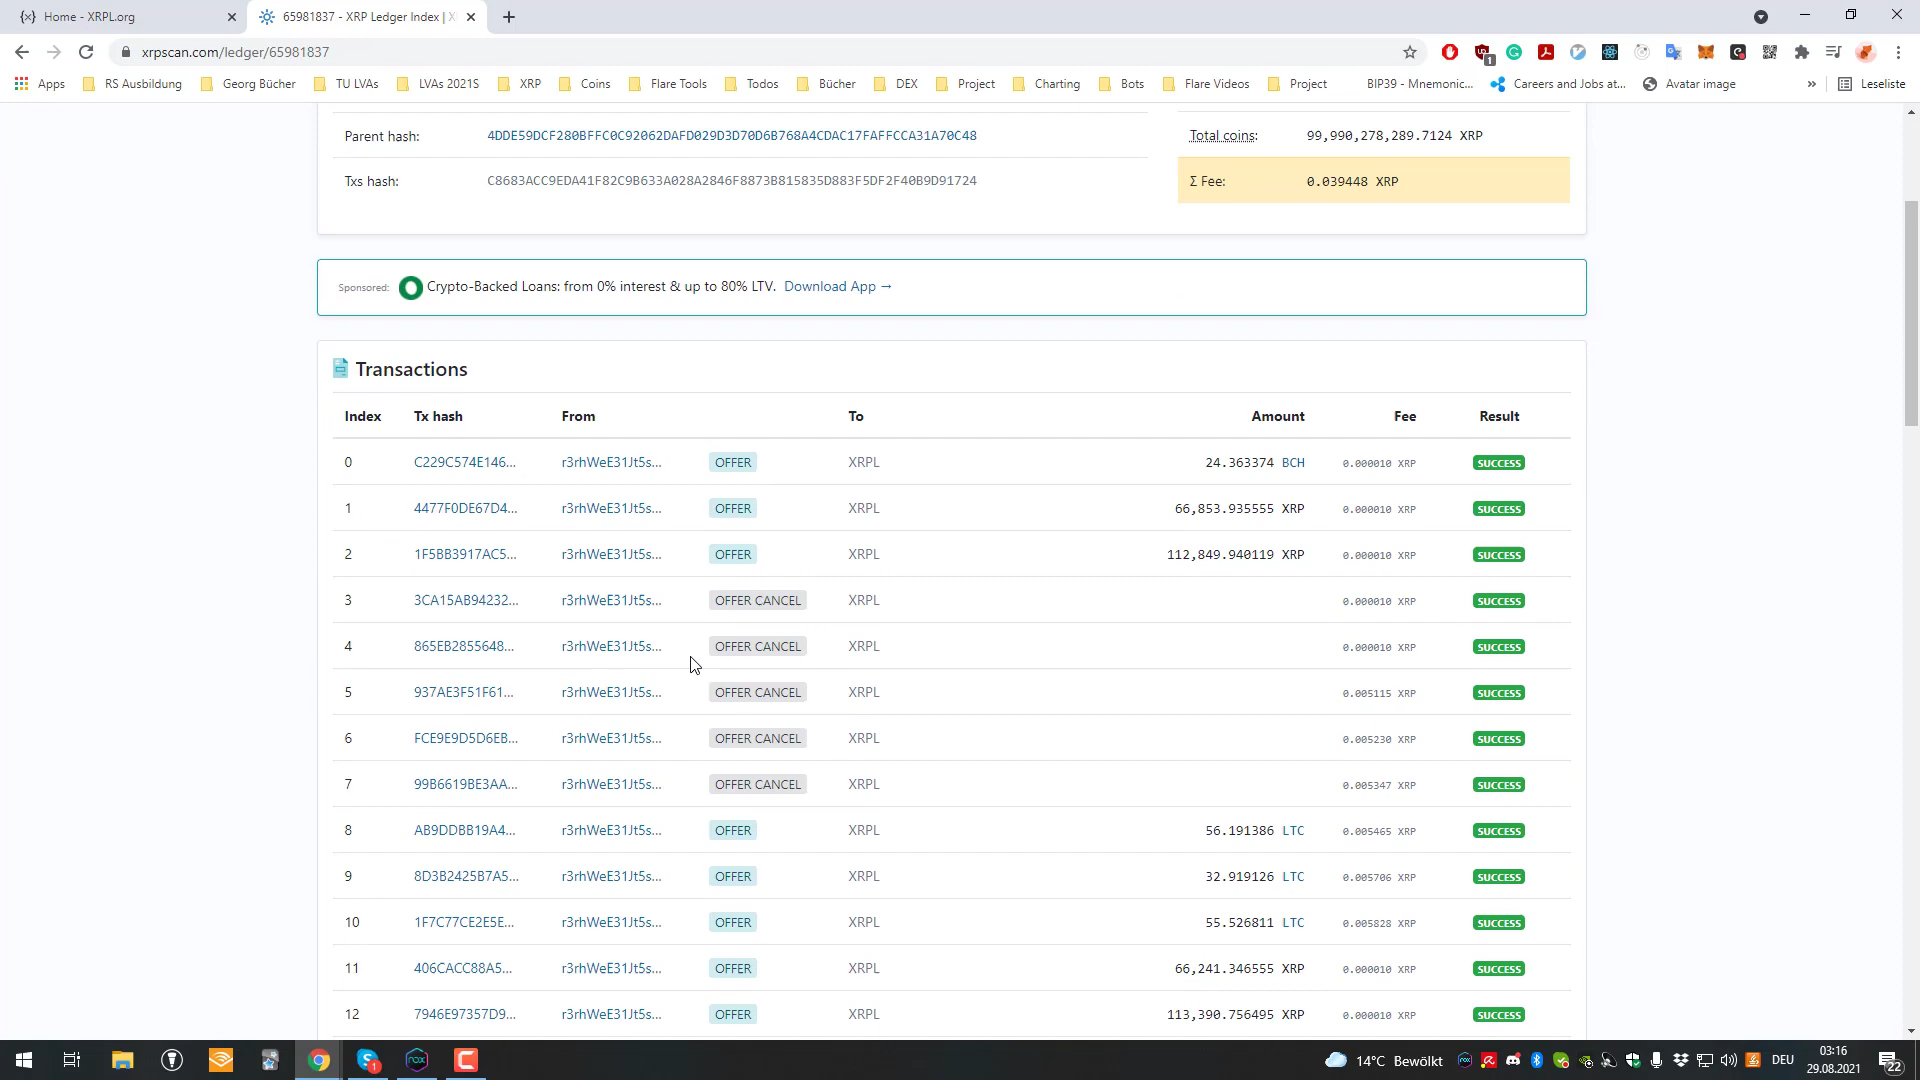 Home - XRPL.org
65981837 - XRP Ledger Index | X
xrpscan.com/ledger/65981837
1
Apps RS Ausbildung Georg Bücher TU LVAs LVAs 2021S XRP Coins Flare Tools Todos Bücher DEX Project Charting Bots Flare Videos Project BIP39 - Mnemonic... Careers and Jobs at... Avatar image » Leseliste
Parent hash: 4DDE59DCF280BFFC0C92062DAFD029D3D70D6B768A4CDAC17FAFFCCA31A70C48
Total coins: 99,990,278,289.7124 XRP
Txs hash: C8683ACC9EDA41F82C9B633A028A2846F8873B815835D883F5DF2F40B9D91724
Σ Fee: 0.039448 XRP
Sponsored: Crypto-Backed Loans: from 0% interest & up to 80% LTV. Download App →
Transactions
Index Tx hash From To Amount Fee Result
0 C229C574E146... r3rhWeE31Jt5s... OFFER XRPL 24.363374 BCH 0.000010 XRP SUCCESS
1 4477F0DE67D4... r3rhWeE31Jt5s... OFFER XRPL 66,853.935555 XRP 0.000010 XRP SUCCESS
2 1F5BB3917AC5... r3rhWeE31Jt5s... OFFER XRPL 112,849.940119 XRP 0.000010 XRP SUCCESS
3 3CA15AB94232... r3rhWeE31Jt5s... OFFER CANCEL XRPL 0.000010 XRP SUCCESS
4 865EB2855648... r3rhWeE31Jt5s... OFFER CANCEL XRPL 0.000010 XRP SUCCESS
5 937AE3F51F61... r3rhWeE31Jt5s... OFFER CANCEL XRPL 0.005115 XRP SUCCESS
6 FCE9E9D5D6EB... r3rhWeE31Jt5s... OFFER CANCEL XRPL 0.005230 XRP SUCCESS
7 99B6619BE3AA... r3rhWeE31Jt5s... OFFER CANCEL XRPL 0.005347 XRP SUCCESS
8 AB9DDBB19A4... r3rhWeE31Jt5s... OFFER XRPL 56.191386 LTC 0.005465 XRP SUCCESS
9 8D3B2425B7A5... r3rhWeE31Jt5s... OFFER XRPL 32.919126 LTC 0.005706 XRP SUCCESS
10 1F7C77CE2E5E... r3rhWeE31Jt5s... OFFER XRPL 55.526811 LTC 0.005828 XRP SUCCESS
11 406CACC88A5... r3rhWeE31Jt5s... OFFER XRPL 66,241.346555 XRP 0.000010 XRP SUCCESS
12 7946E97357D9... r3rhWeE31Jt5s... OFFER XRPL 113,390.756495 XRP 0.000010 XRP SUCCESS
14°C Bewölkt DEU 03:16
29.08.2021
22